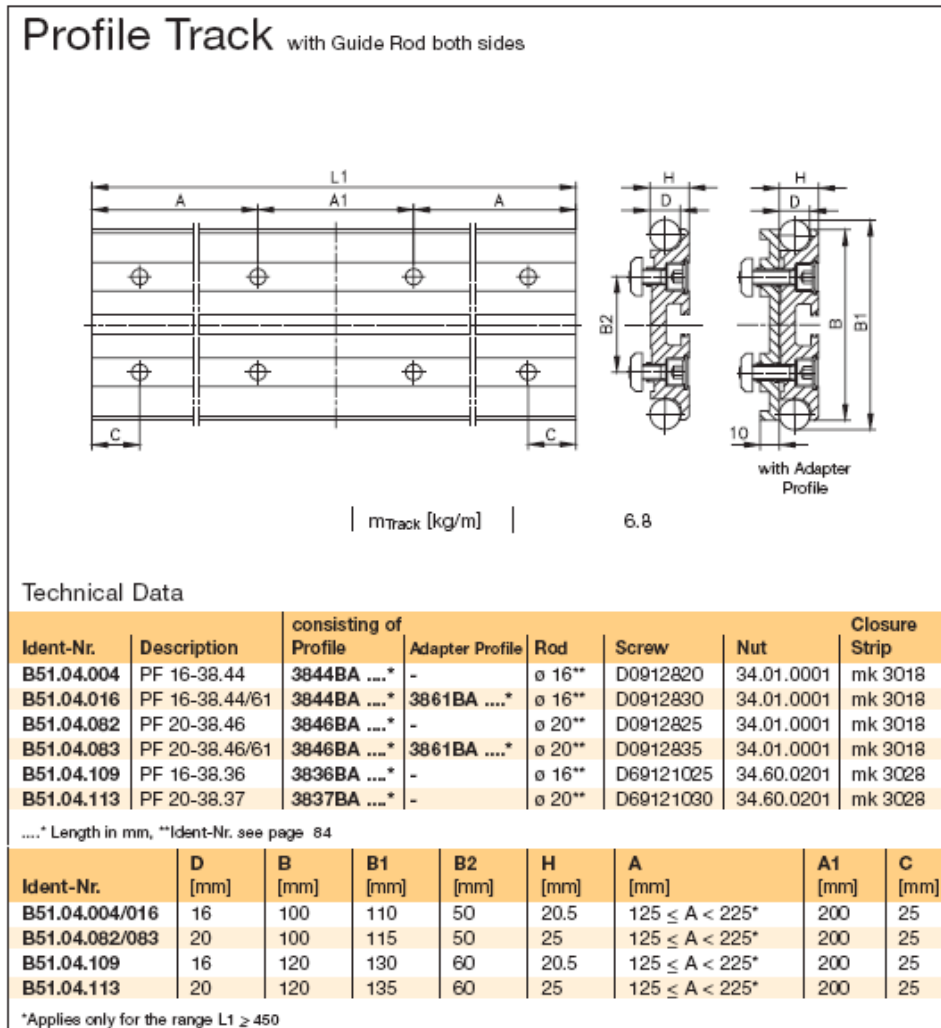 Profile Track with Guide Rod both sides
L1
A A1 A
H H
D D
B2 B B1
C C
10
with Adapter
Profile
mTrack [kg/m] 6.8
Technical Data
consisting of Closure
Ident-Nr. Description Profile Adapter Profile Rod Screw Nut Strip
B51.04.004 PF 16-38.44 3844BA ....* - ø 16** D0912820 34.01.0001 mk 3018
B51.04.016 PF 16-38.44/61 3844BA ....* 3861BA ....* ø 16** D0912830 34.01.0001 mk 3018
B51.04.082 PF 20-38.46 3846BA ....* - ø 20** D0912825 34.01.0001 mk 3018
B51.04.083 PF 20-38.46/61 3846BA ....* 3861BA ....* ø 20** D0912835 34.01.0001 mk 3018
B51.04.109 PF 16-38.36 3836BA ....* - ø 16** D69121025 34.60.0201 mk 3028
B51.04.113 PF 20-38.37 3837BA ....* - ø 20** D69121030 34.60.0201 mk 3028
....* Length in mm, **Ident-Nr. see page 84
D B B1 B2 H A A1 C
Ident-Nr. [mm] [mm] [mm] [mm] [mm] [mm] [mm] [mm]
B51.04.004/016 16 100 110 50 20.5 125 ≤ A < 225* 200 25
B51.04.082/083 20 100 115 50 25 125 ≤ A < 225* 200 25
B51.04.109 16 120 130 60 20.5 125 ≤ A < 225* 200 25
B51.04.113 20 120 135 60 25 125 ≤ A < 225* 200 25
*Applies only for the range L1 ≥ 450